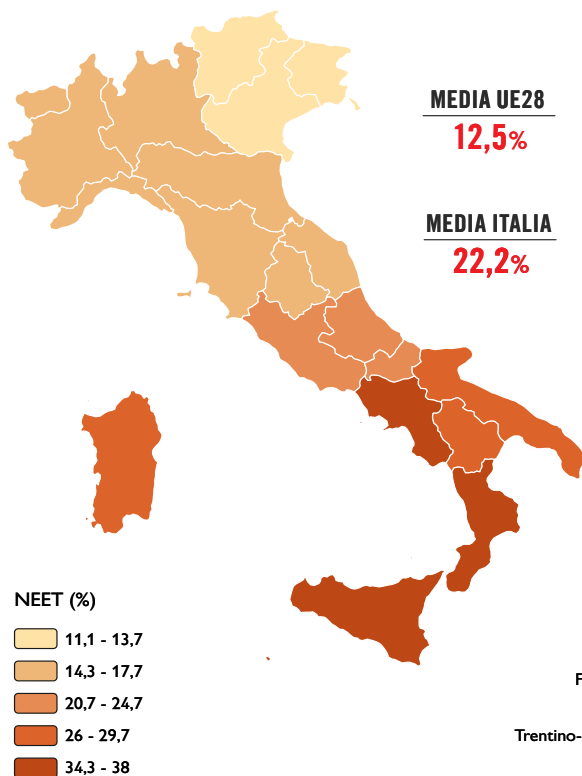 MEDIA UE28
12,5%
MEDIA ITALIA
22,2%
NEET (%)
11,1 - 13,7
14,3 - 17,7
20,7 - 24,7
26 - 29,7
34,3 - 38
F
Trentino-